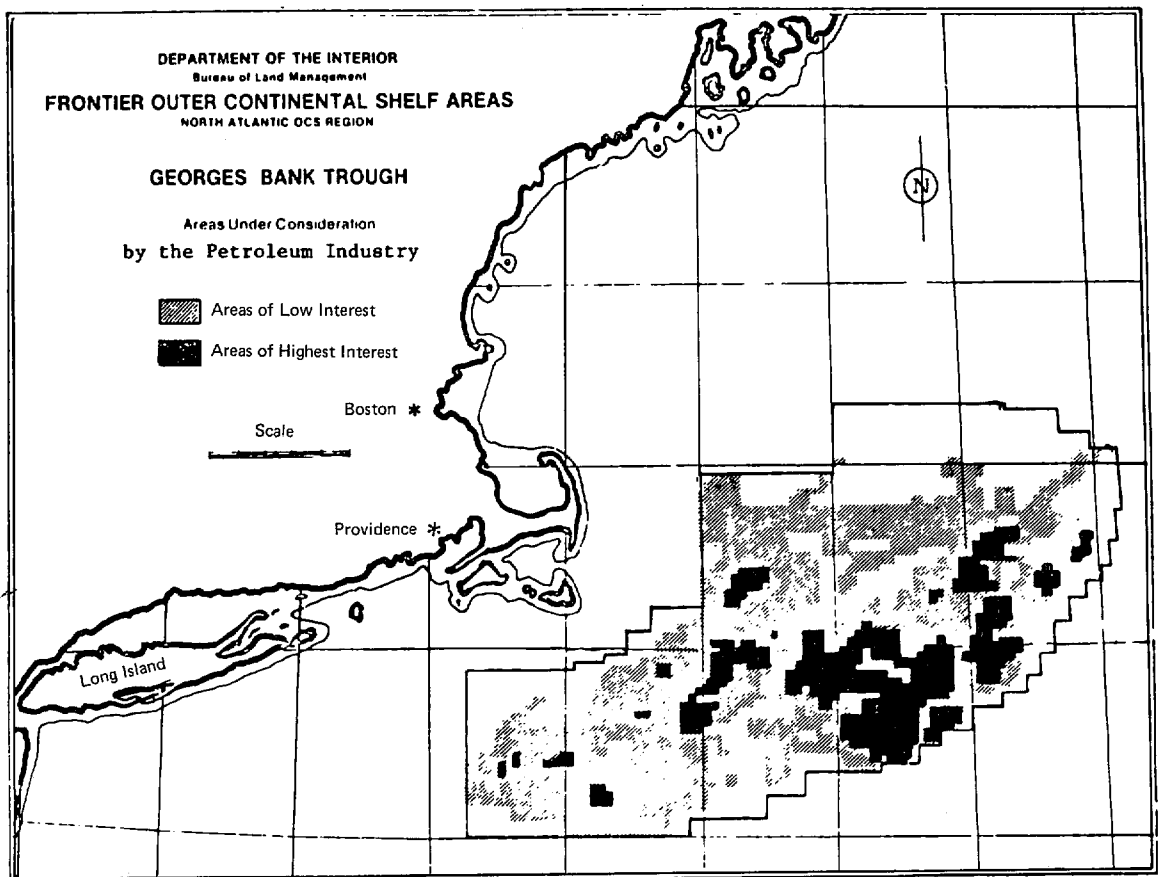 DEPARTMENT OF THE INTERIOR
Bureau of Land Management
FRONTIER OUTER CONTINENTAL SHELF AREAS
NORTH ATLANTIC OCS REGION
GEORGES BANK TROUGH
Areas Under Consideration
by the Petroleum Industry
N
Areas of Low Interest
Areas of Highest Interest
Boston *
Scale
Providence *
Long Island